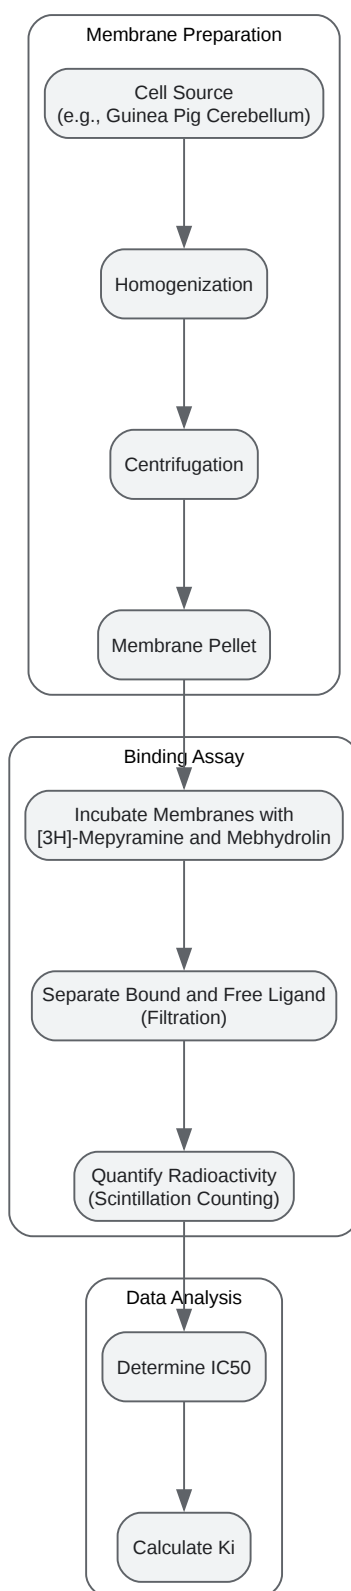 Membrane Preparation
Cell Source
(e.g., Guinea Pig Cerebellum)
Homogenization
Centrifugation
Membrane Pellet
Binding Assay
Incubate Membranes with
[3H]-Mepyramine and Mebhydrolin
Separate Bound and Free Ligand
(Filtration)
Quantify Radioactivity
(Scintillation Counting)
Data Analysis
Determine IC50
Calculate Ki